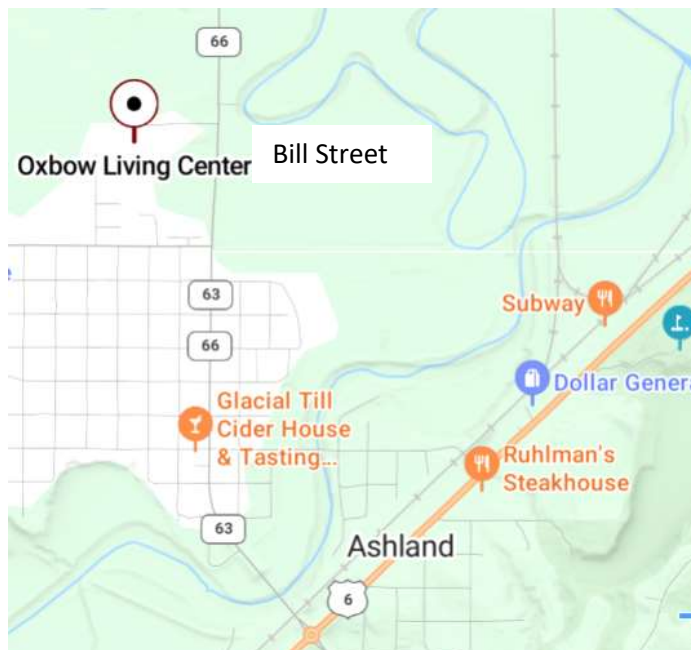 66
Oxbow Living Center
Bill Street
63
Subway
66
Dollar Genera
Glacial Till
Cider House
& Tasting...
Ruhlman's
Steakhouse
63
Ashland
6